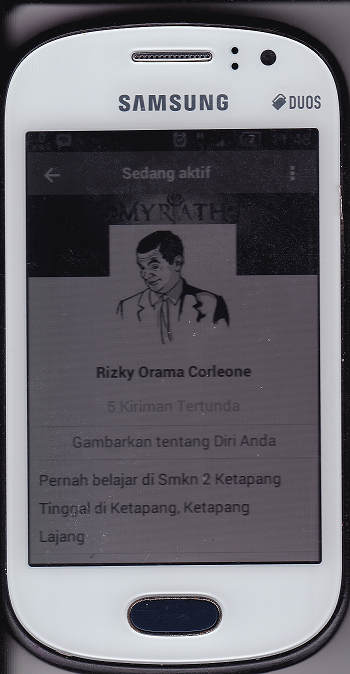 SAMSUNG
DUOS
Sedang aktif
MYRIATH
Rizky Orama Corleone
5 Kiriman Tertunda
Gambarkan tentang Diri Anda
Pernah belajar di Smkn 2 Ketapang
Tinggal di Ketapang, Ketapang
Lajang